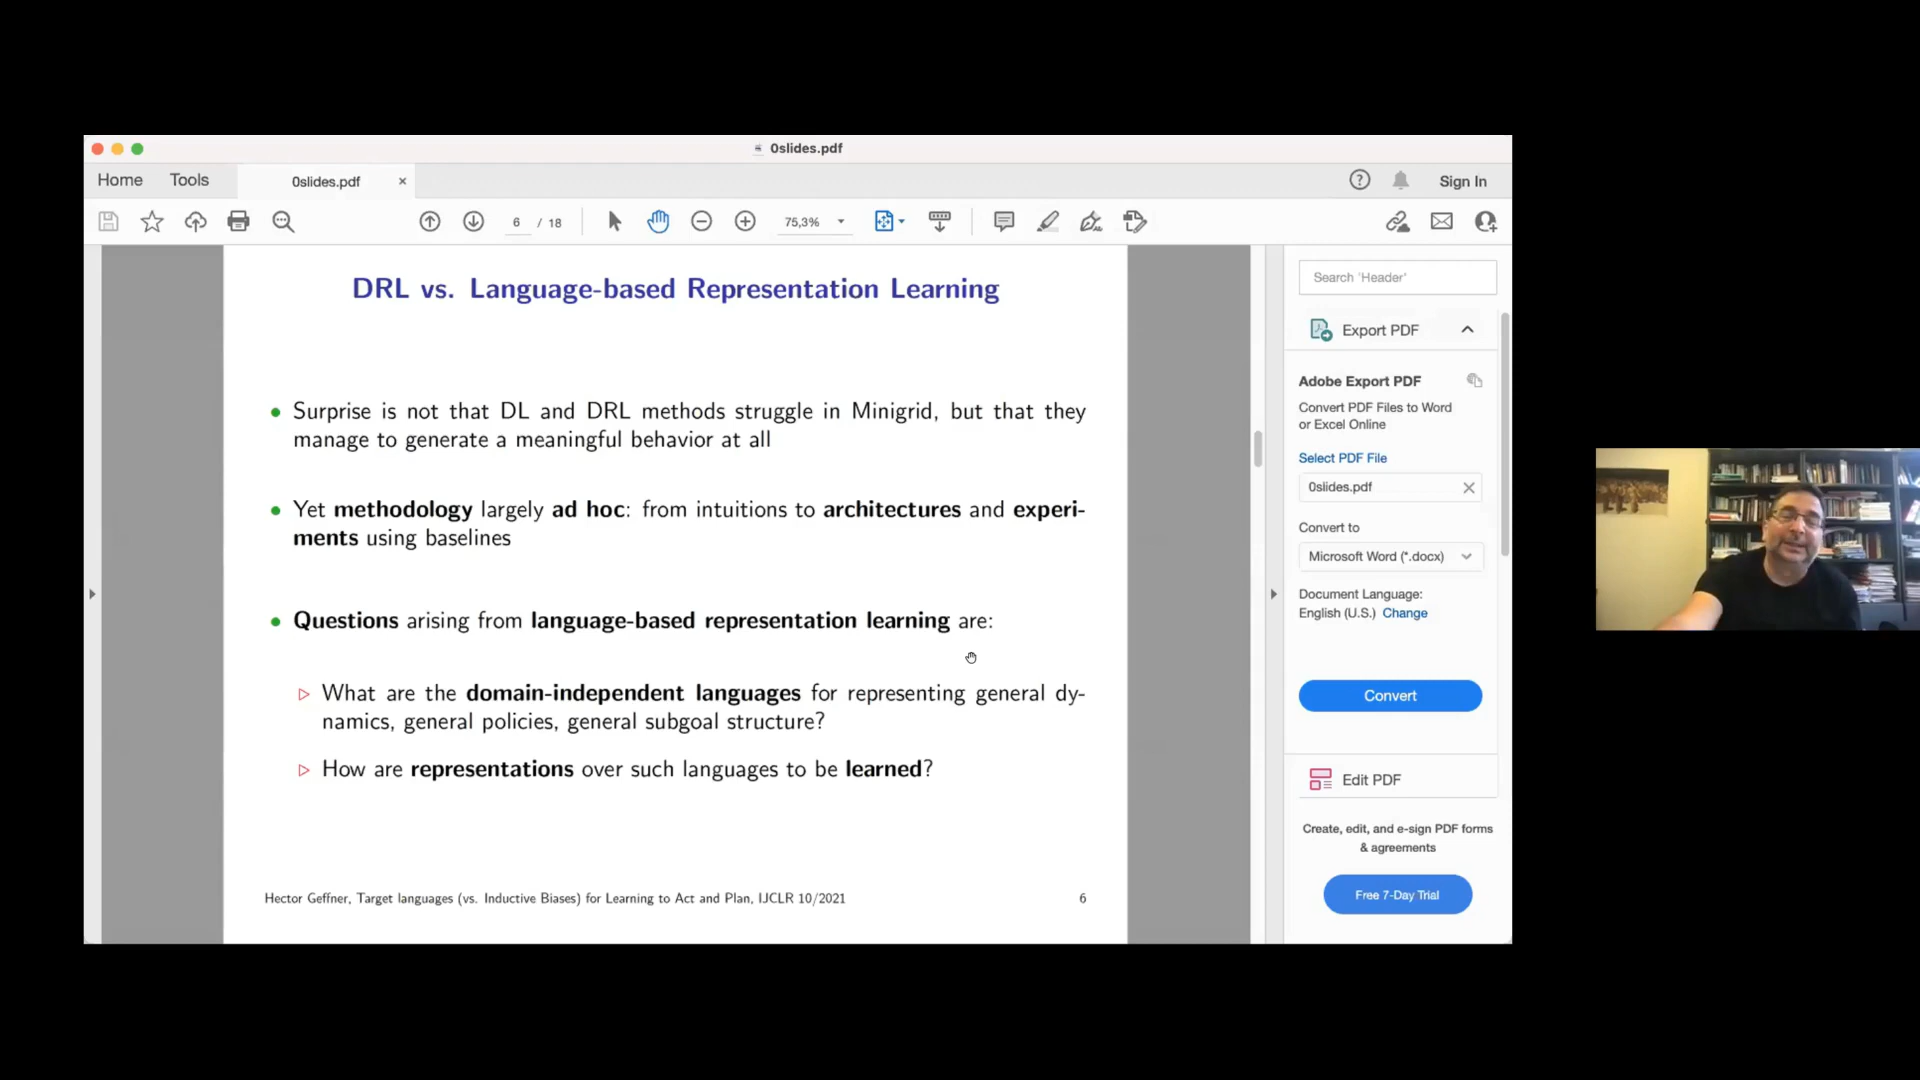 0slides.pdf
Home
Tools
0slides.pdf
Sign In
6 / 18
75,3%
DRL vs. Language-based Representation Learning
Surprise is not that DL and DRL methods struggle in Minigrid, but that they
manage to generate a meaningful behavior at all
Yet methodology largely ad hoc: from intuitions to architectures and experi-
ments using baselines
Questions arising from language-based representation learning are:
What are the domain-independent languages for representing general dy-
namics, general policies, general subgoal structure?
How are representations over such languages to be learned?
Hector Geffner, Target languages (vs. Inductive Biases) for Learning to Act and Plan, IJCLR 10/2021
6
Search 'Header'
Export PDF
Adobe Export PDF
Convert PDF Files to Word
or Excel Online
Select PDF File
0slides.pdf
Convert to
Microsoft Word (*.docx)
Document Language:
English (U.S.) Change
Convert
Edit PDF
Create, edit, and e-sign PDF forms
& agreements
Free 7-Day Trial